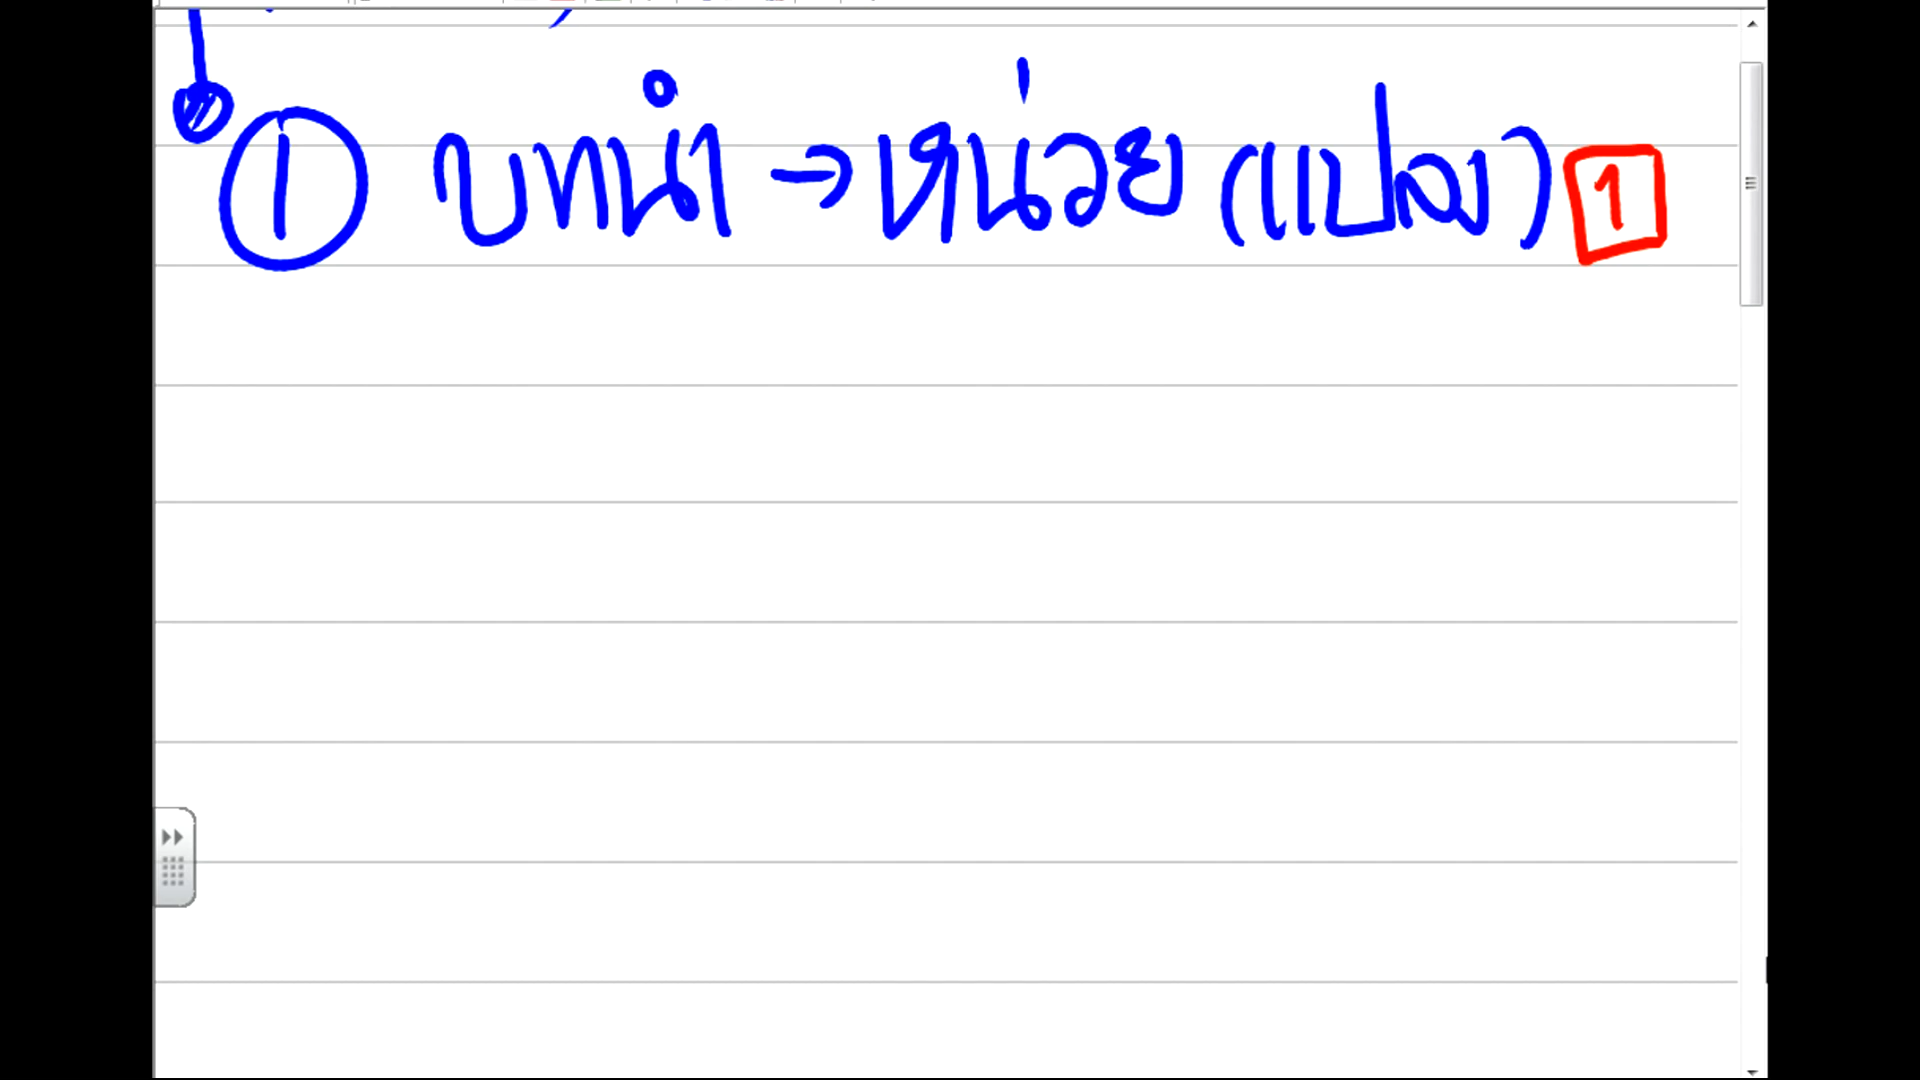 ① บทนำ → หน่วย (แปลง) 1